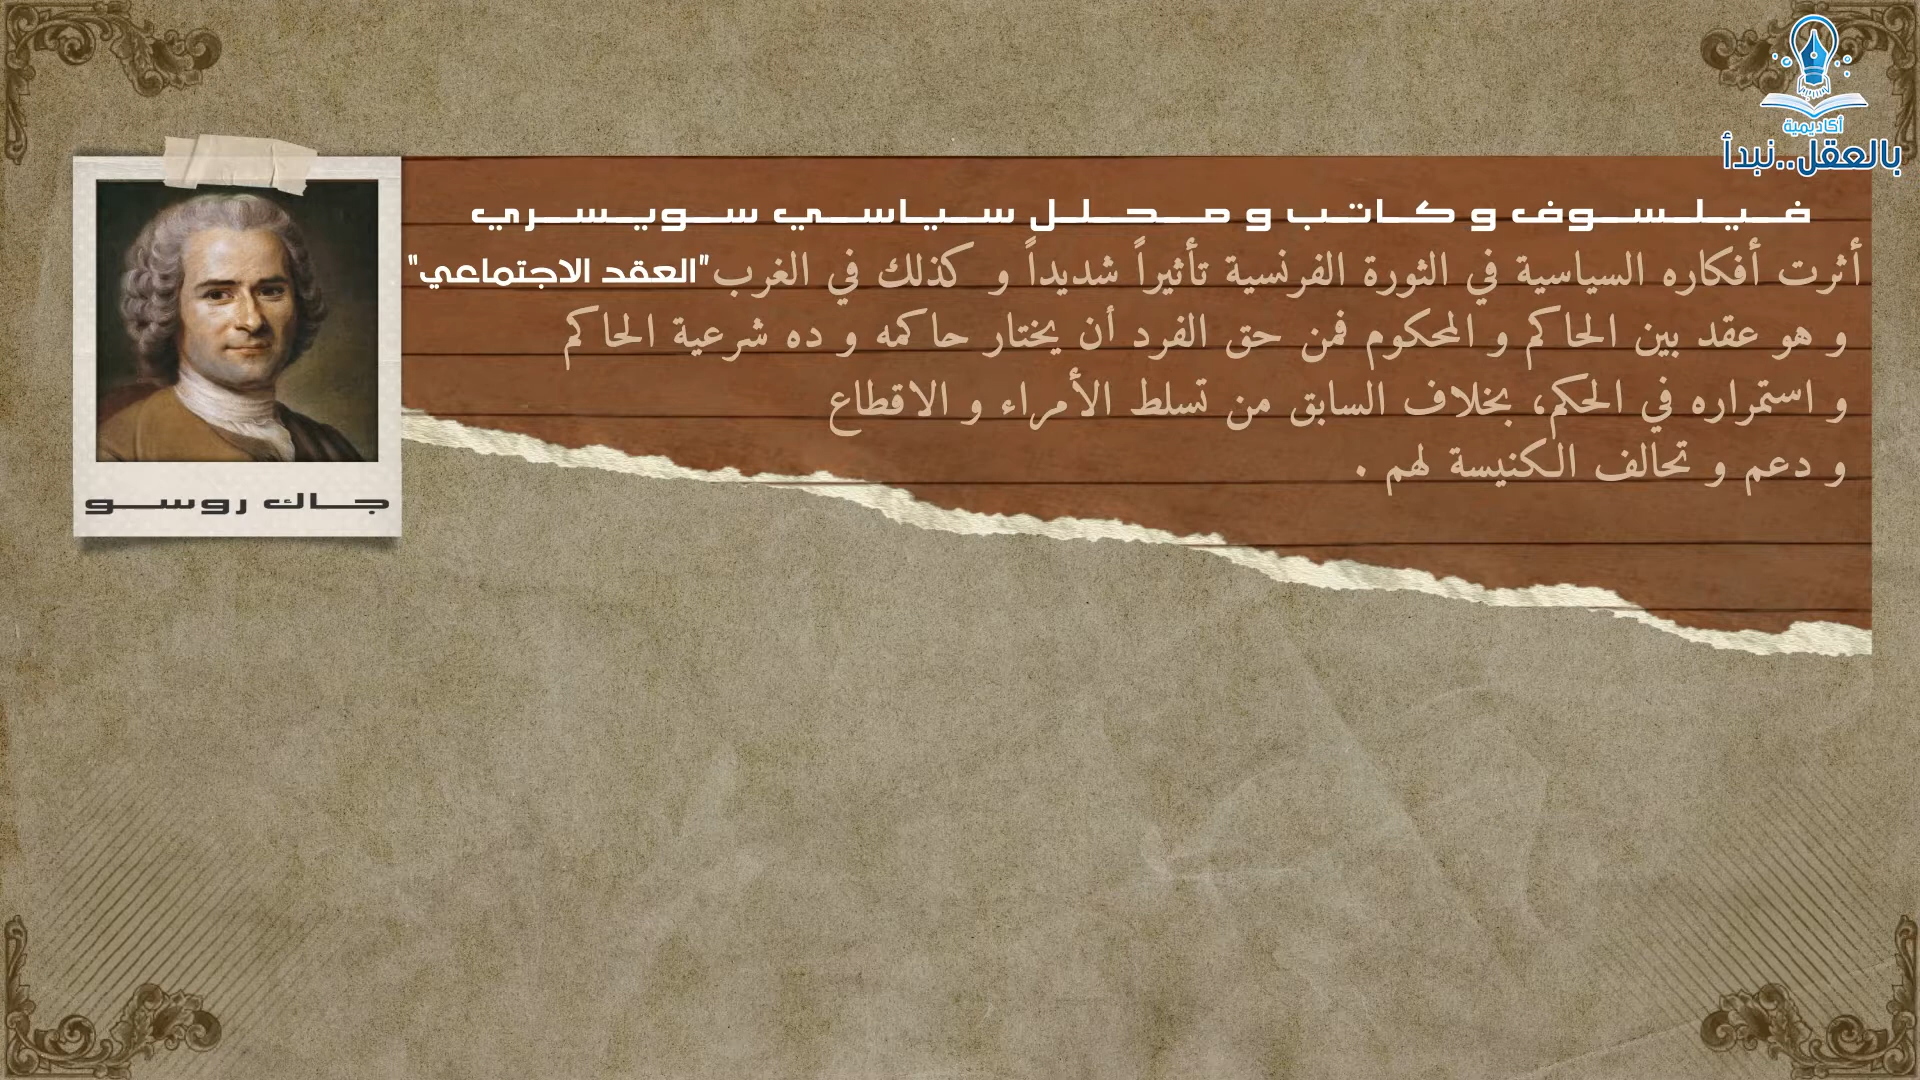 أكاديمية
بالعقل..نبدأ
فيلسوف و كاتب و محلل سياسي سويسري
أثرت أفكاره السياسية في الثورة الفرنسية تأثيراً شديداً و كذلك في الغرب "العقد الاجتماعي"
و هو عقد بين الحاكم و المحكوم فمن حق الفرد أن يختار حاكمه و ده شرعية الحاكم
و استمراره في الحكم، بخلاف السابق من تسلط الأمراء و الاقطاع
و دعم و تحالف الكنيسة لهم .
جاك روسو